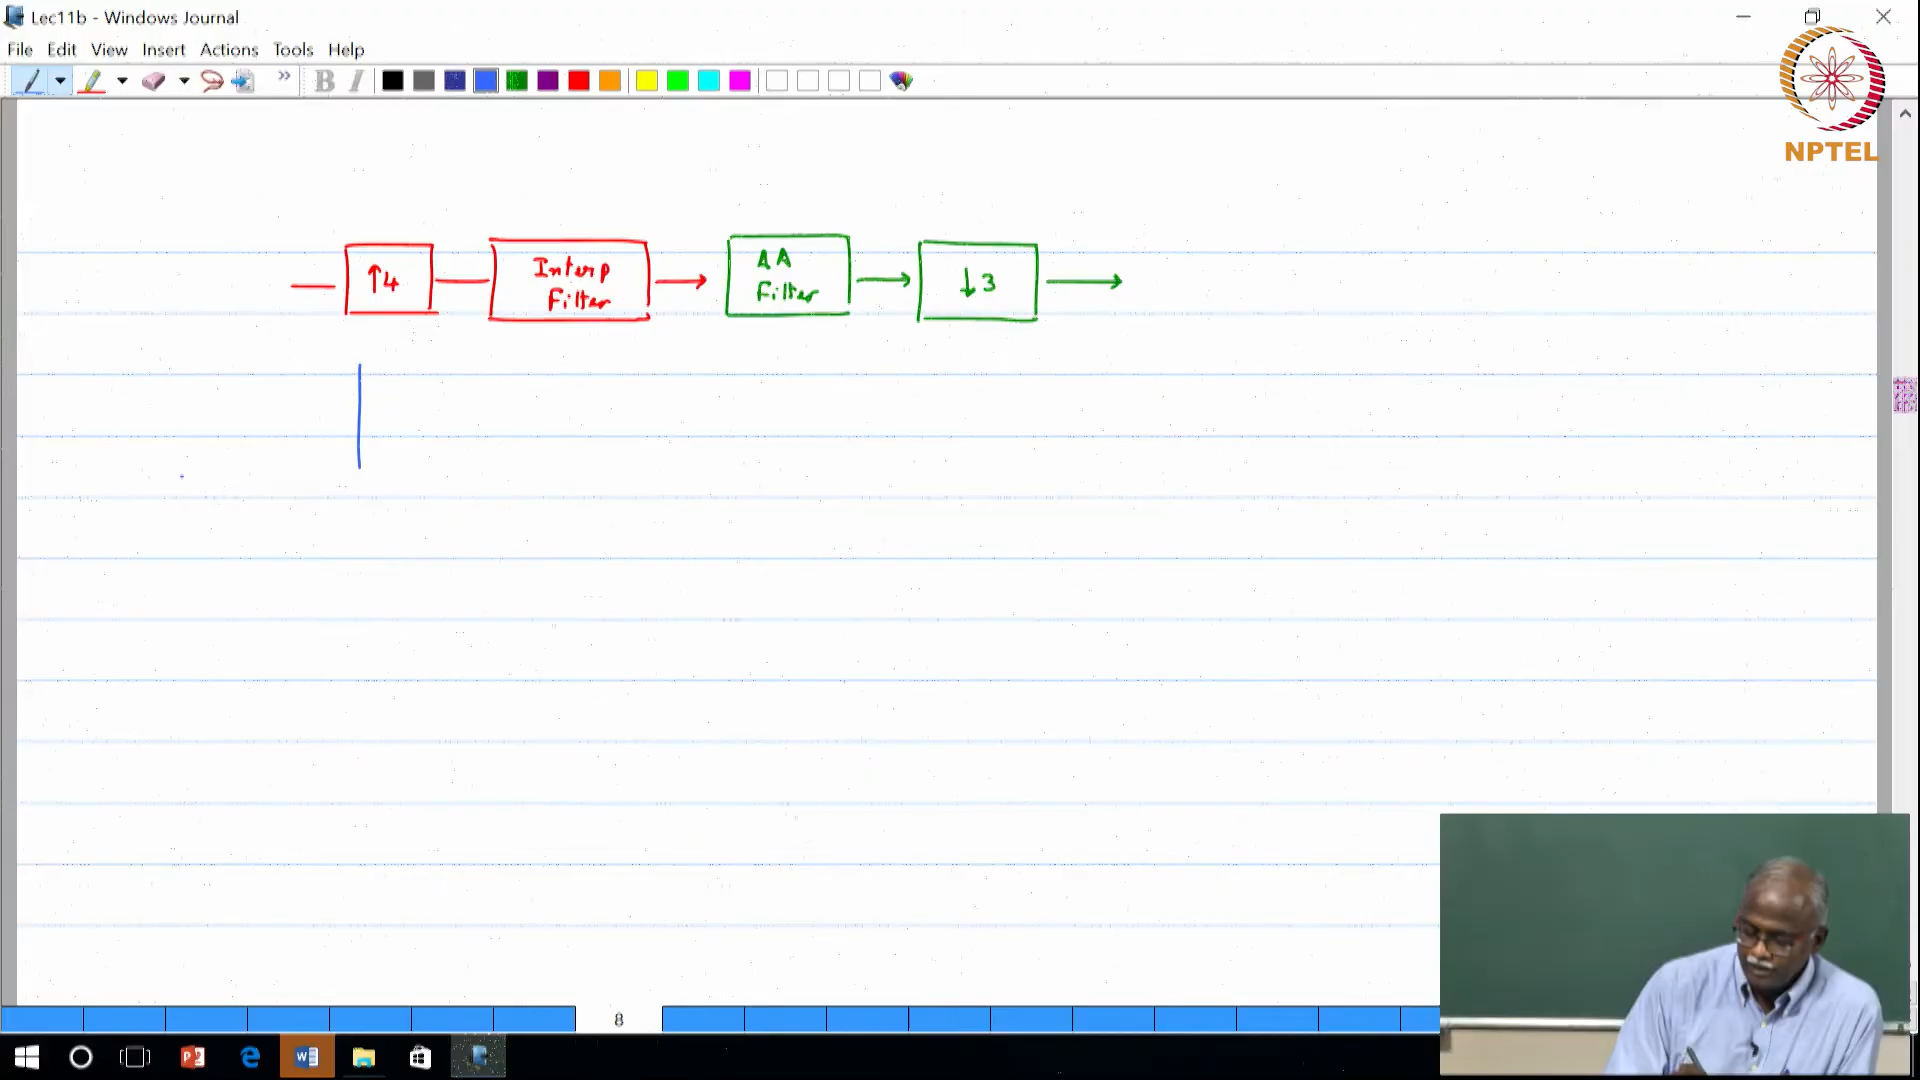 Lec11b - Windows Journal
File Edit View Insert Actions Tools Help
B I
NPTEL
↑4
Interp
Filter
AA
Filter
↓3
8